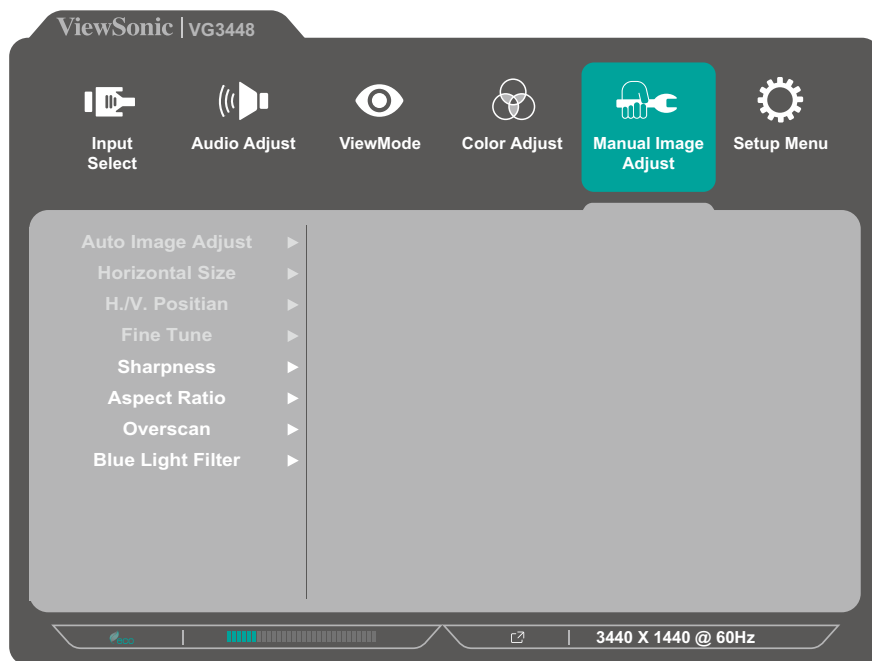 ViewSonic | VG3448
Input
Select
Audio Adjust
ViewMode
Color Adjust
Manual Image
Adjust
Setup Menu
Auto Image Adjust
Horizontal Size
H./V. Positian
Fine Tune
Sharpness
Aspect Ratio
Overscan
Blue Light Filter
eco
3440 X 1440 @ 60Hz